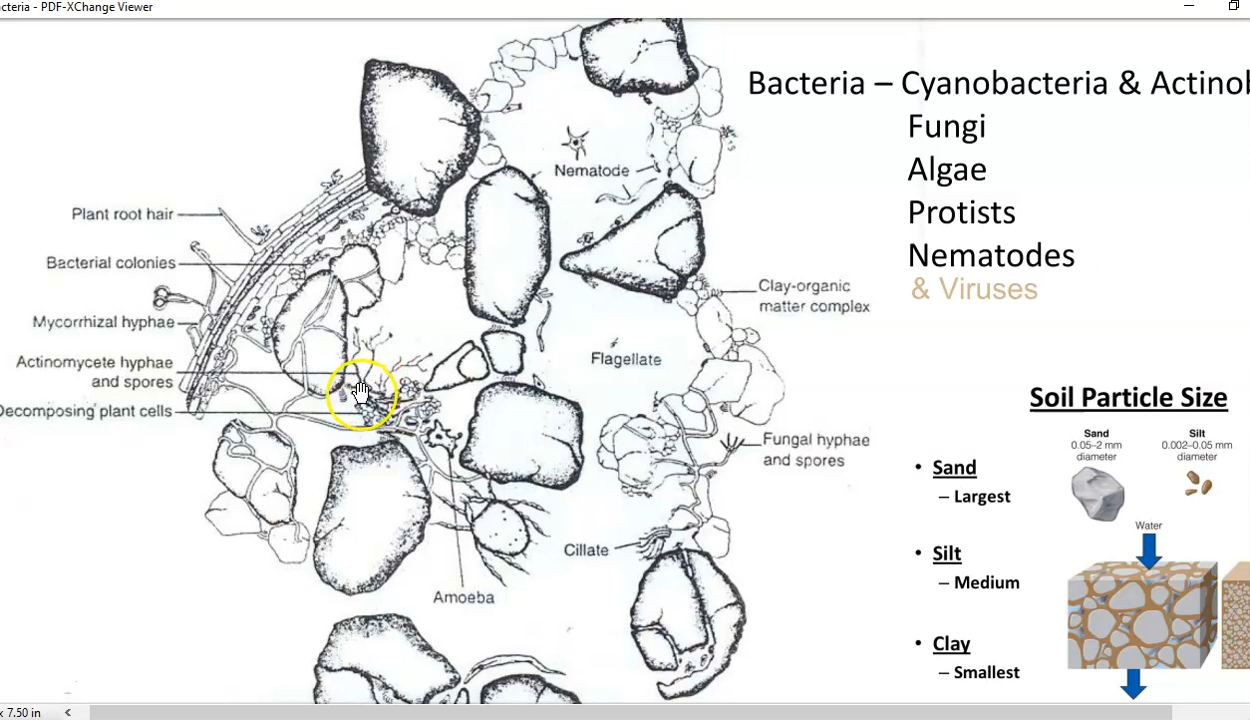 cteria - PDF-XChange Viewer
Bacteria – Cyanobacteria & Actinob
Fungi
Algae
Protists
Nematodes
& Viruses
Nematode
Plant root hair
Bacterial colonies
Mycorrhizal hyphae
Actinomycete hyphae
and spores
Decomposing plant cells
Clay-organic
matter complex
Flagellate
Fungal hyphae
and spores
Cillate
Amoeba
Soil Particle Size
Sand
0.05–2 mm
diameter
Silt
0.002–0.05 mm
diameter
• Sand
– Largest
Water
• Silt
– Medium
• Clay
– Smallest
x 7.50 in